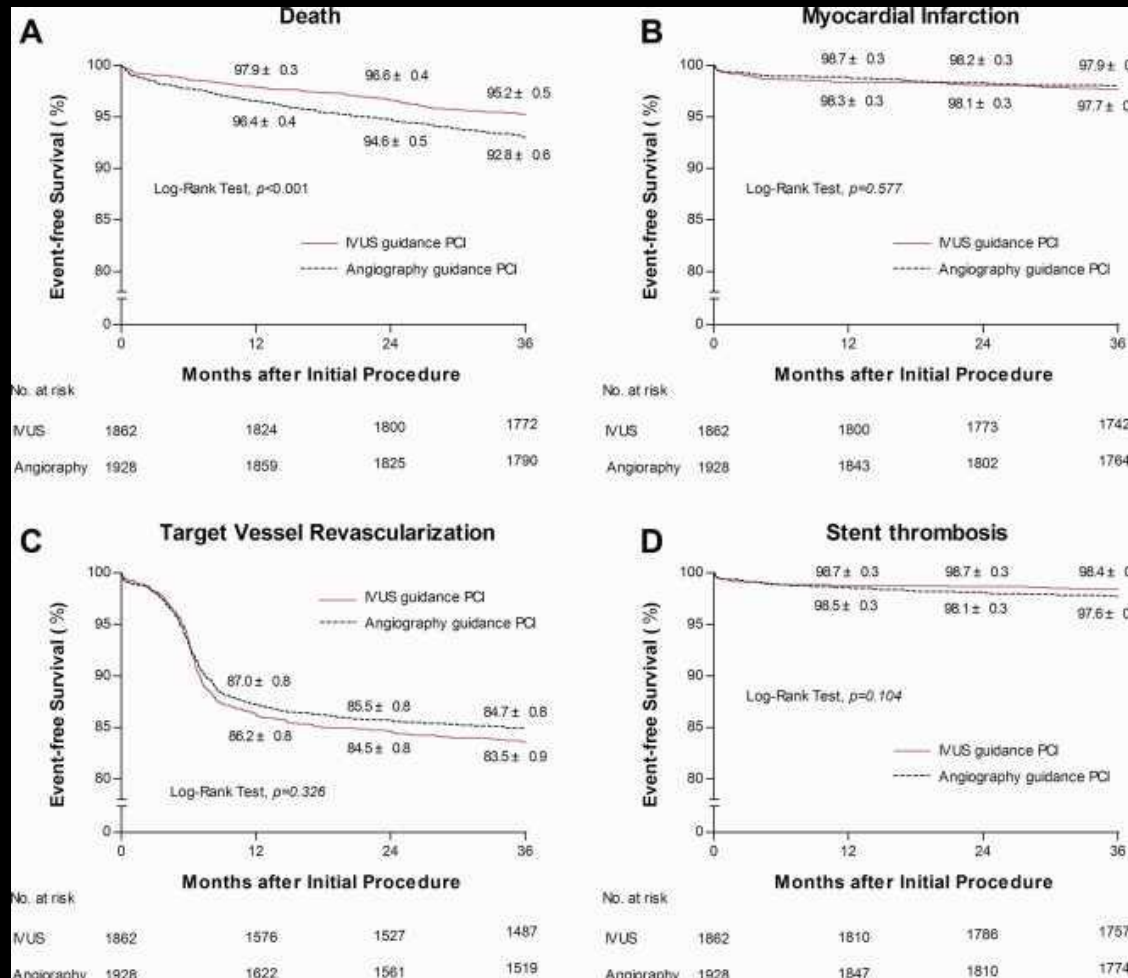 A
Death
Event-free Survival ( %)
100
95
90
85
80
0
97.9 ± 0.3
96.6 ± 0.4
95.2 ± 0.5
96.4 ± 0.4
94.6 ± 0.5
92.8 ± 0.6
Log-Rank Test, p<0.001
IVUS guidance PCI
Angiography guidance PCI
0 12 24 36
Months after Initial Procedure
No. at risk
IVUS 1862 1824 1800 1772
Angioraphy 1928 1859 1825 1790
B
Myocardial Infarction
Event-free Survival ( %)
100
95
90
85
80
0
98.7 ± 0.3
98.2 ± 0.3
97.9 ±
98.3 ± 0.3
98.1 ± 0.3
97.7 ±
Log-Rank Test, p=0.577
IVUS guidance PCI
Angiography guidance PCI
0 12 24 36
Months after Initial Procedure
No. at risk
IVUS 1862 1800 1773 1742
Angioraphy 1928 1843 1802 1764
C
Target Vessel Revascularization
Event-free Survival ( %)
100
95
90
85
80
0
IVUS guidance PCI
Angiography guidance PCI
87.0 ± 0.8
85.5 ± 0.8
84.7 ± 0.8
86.2 ± 0.8
84.5 ± 0.8
83.5 ± 0.9
Log-Rank Test, p=0.326
0 12 24 36
Months after Initial Procedure
No. at risk
IVUS 1862 1576 1527 1487
Angiography 1928 1622 1561 1519
D
Stent thrombosis
Event-free Survival ( %)
100
95
90
85
80
0
98.7 ± 0.3
98.7 ± 0.3
98.4 ±
98.5 ± 0.3
98.1 ± 0.3
97.6 ±
Log-Rank Test, p=0.104
IVUS guidance PCI
Angiography guidance PCI
0 12 24 36
Months after Initial Procedure
No. at risk
IVUS 1862 1810 1786 1757
Angiography 1928 1847 1810 1774